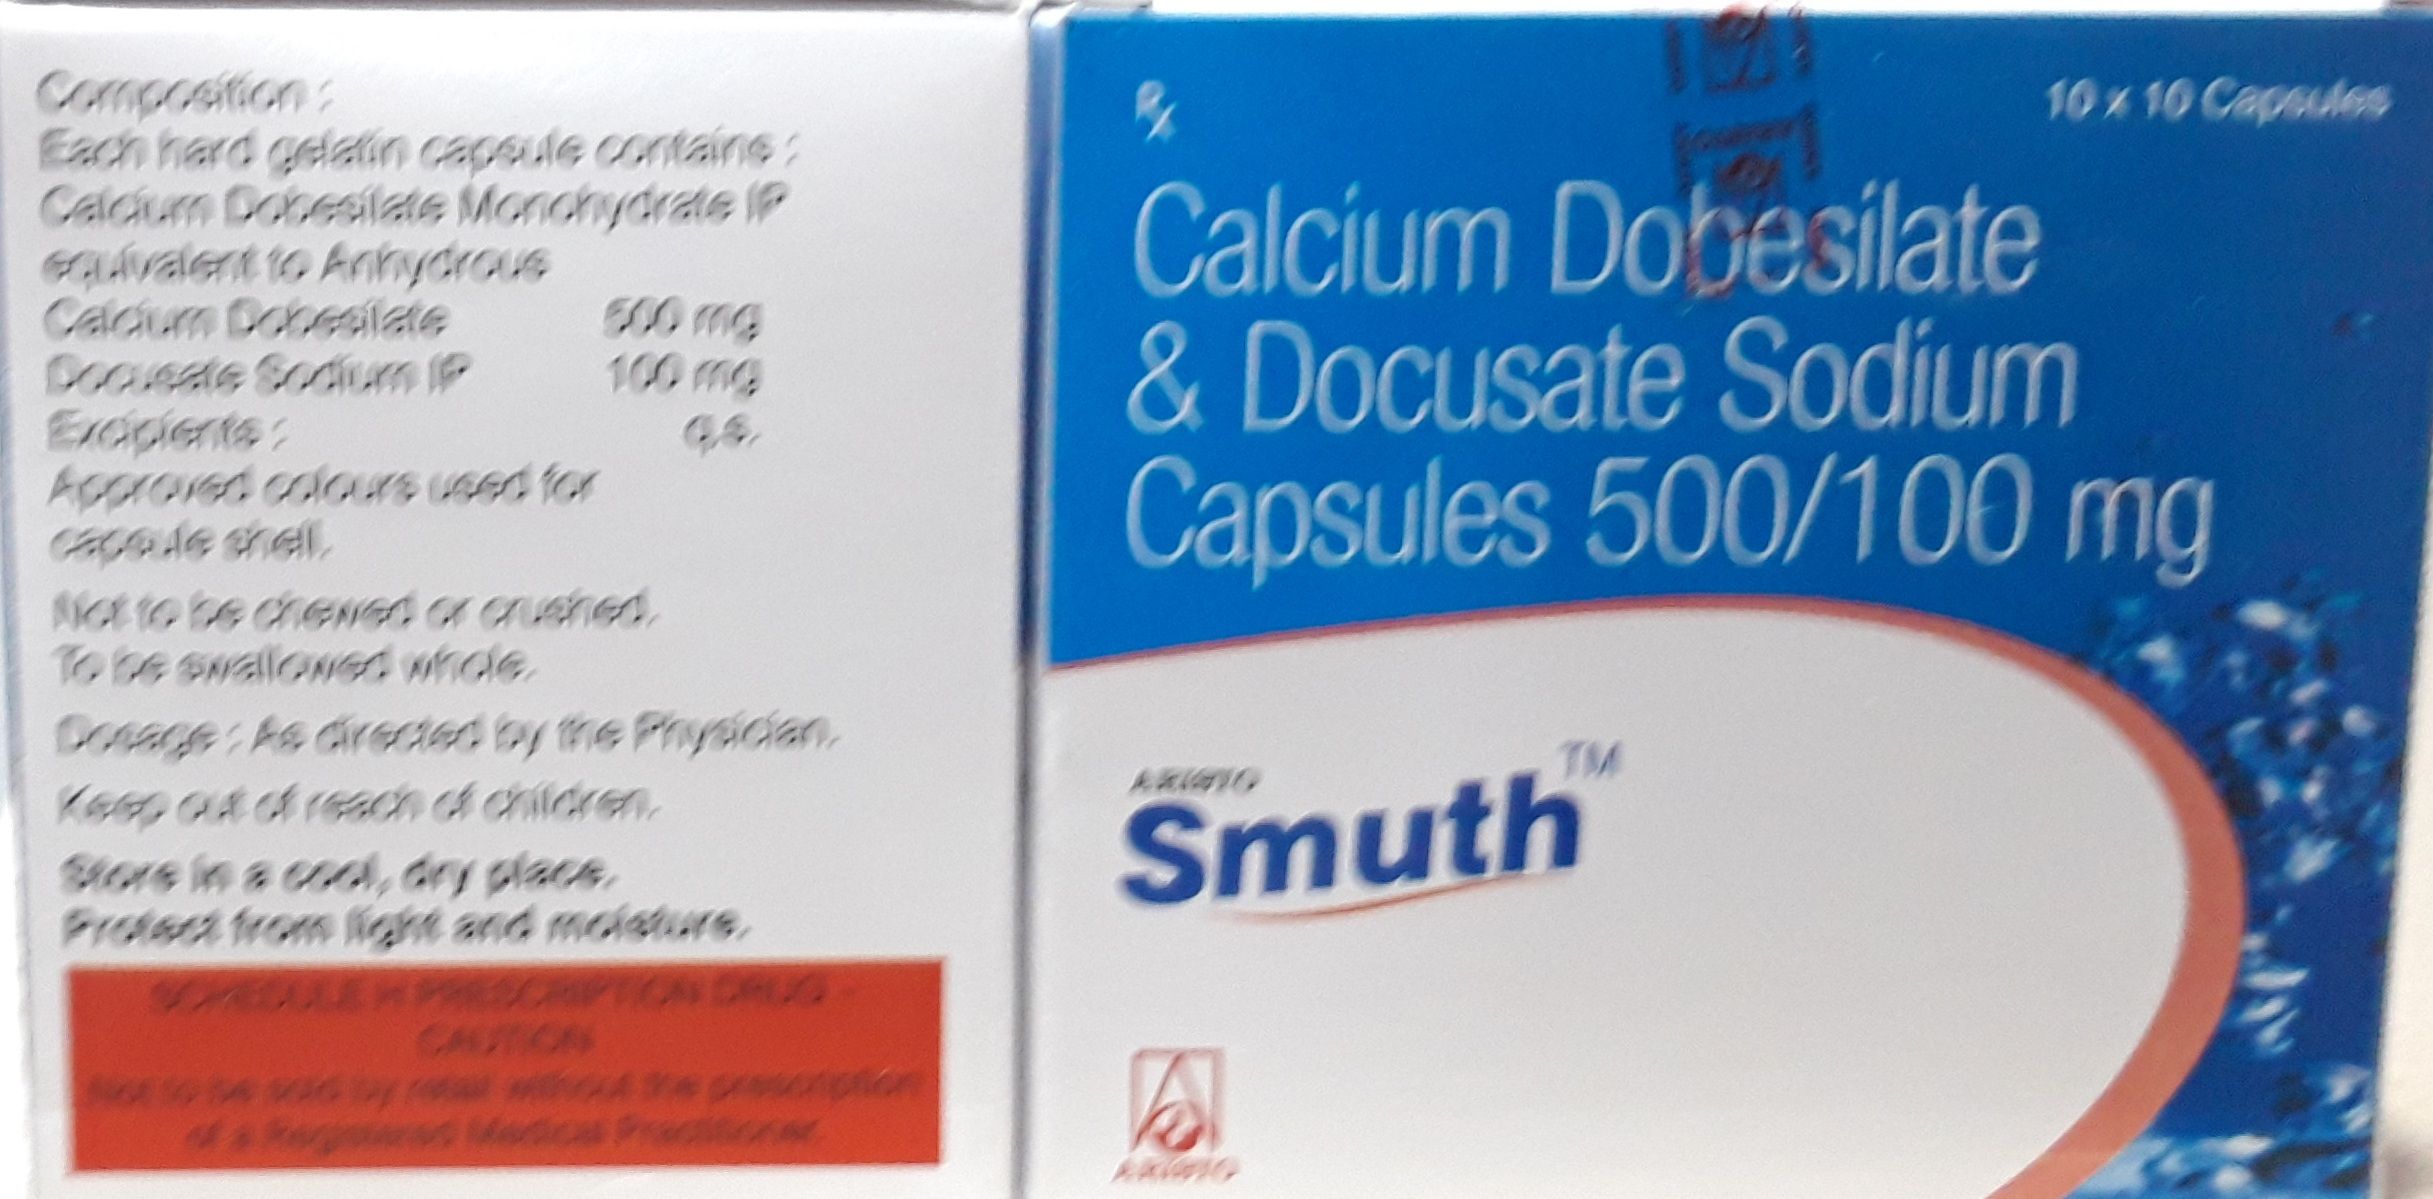 Composition :
Each hard gelatin capsule contains :
Calcium Dobesilate Monohydrate IP
equivalent to Anhydrous
Calcium Dobesilate 500 mg
Docusate Sodium IP 100 mg
Excipients : q.s.
Approved colours used for
capsule shell.
Not to be chewed or crushed.
To be swallowed whole.
Dosage : As directed by the Physician.
Keep out of reach of children.
Store in a cool, dry place.
Protect from light and moisture.
SCHEDULE H PRESCRIPTION DRUG -
CAUTION
Not to be sold by retail without the prescription
of a Registered Medical Practitioner.
Rx
10 x 10 Capsules
Calcium Dobesilate
& Docusate Sodium
Capsules 500/100 mg
ARISTO
Smuth™
ARISTO